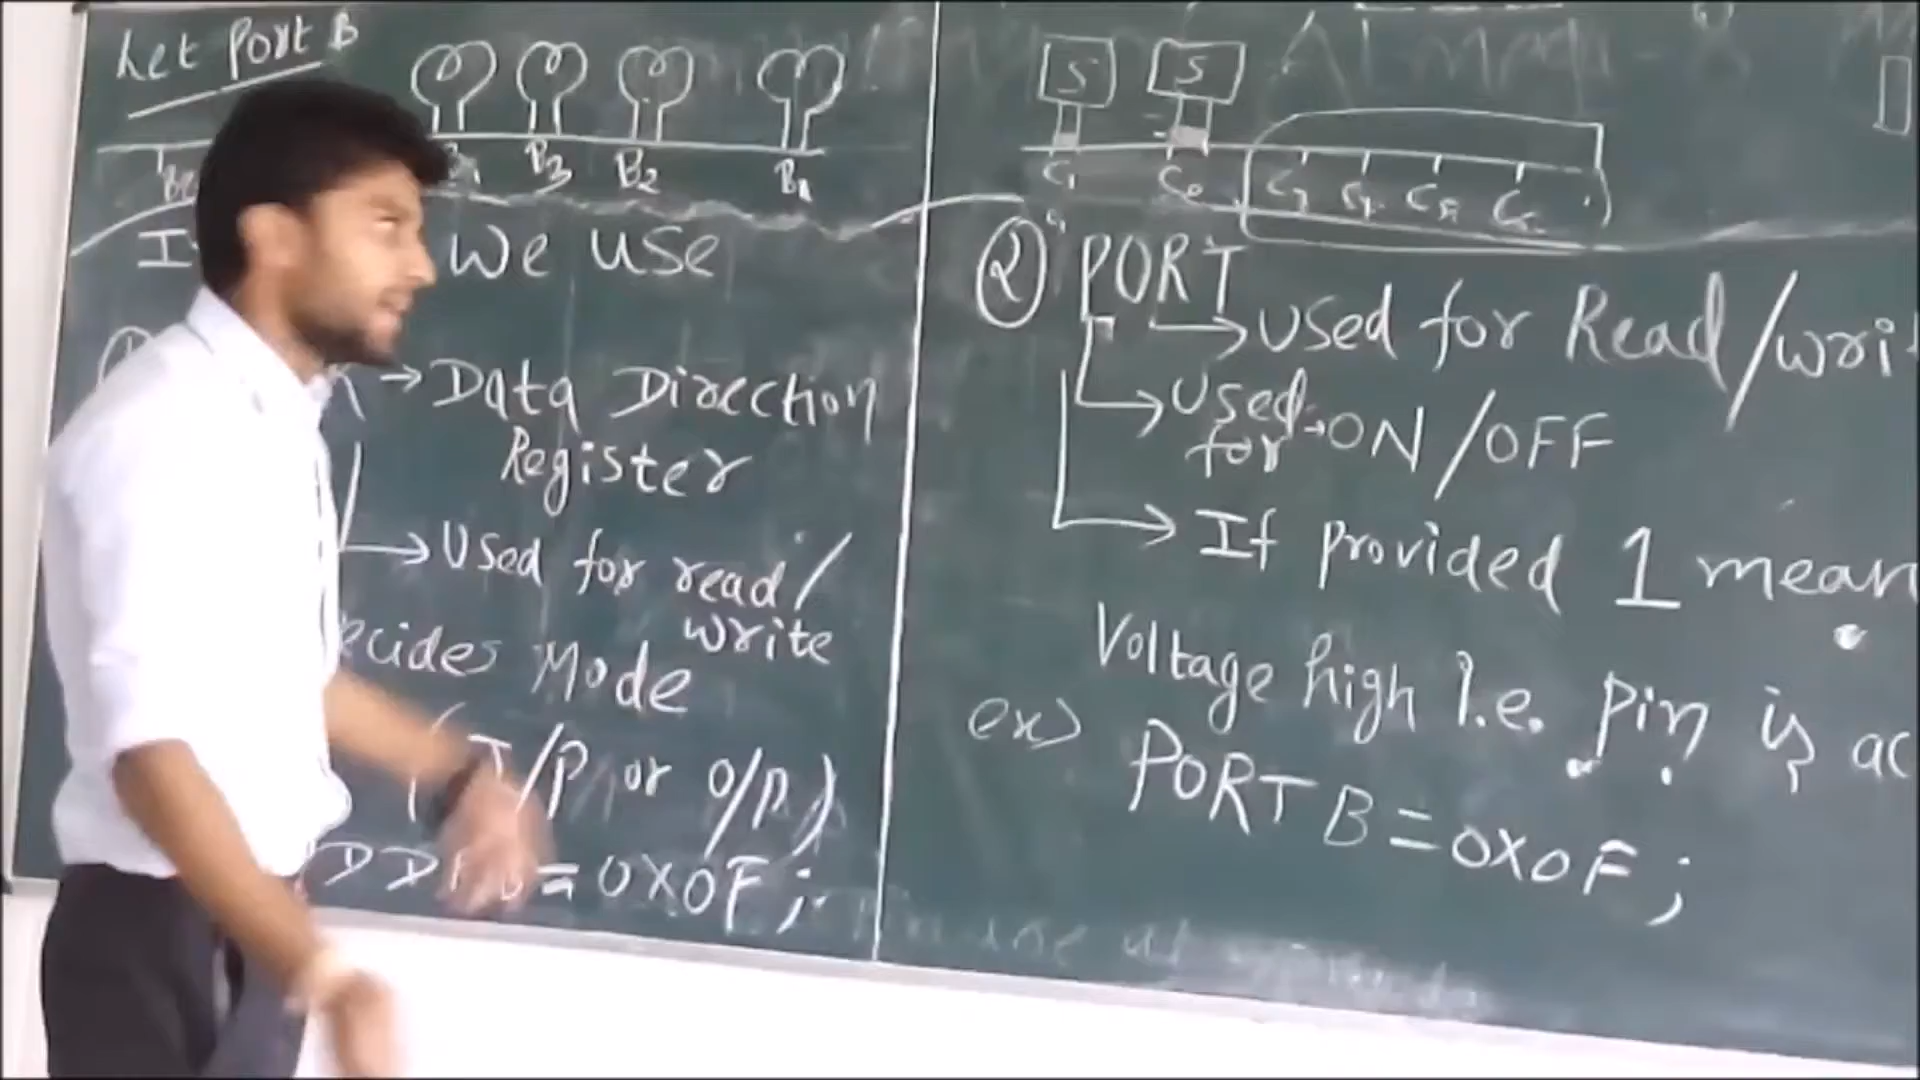 Let Port B
B3 B2
S S
C1 C0
We use
→ Data Direction
Register
→ Used for read/
write
ecides Mode
(I/P or O/P)
= 0X0F;
② PORT
→ Used for Read/wri
→ Used for → ON/OFF
→ If provided 1 mean
Voltage high I.e. Pin is ac
ex)
PORT B = 0X0F;